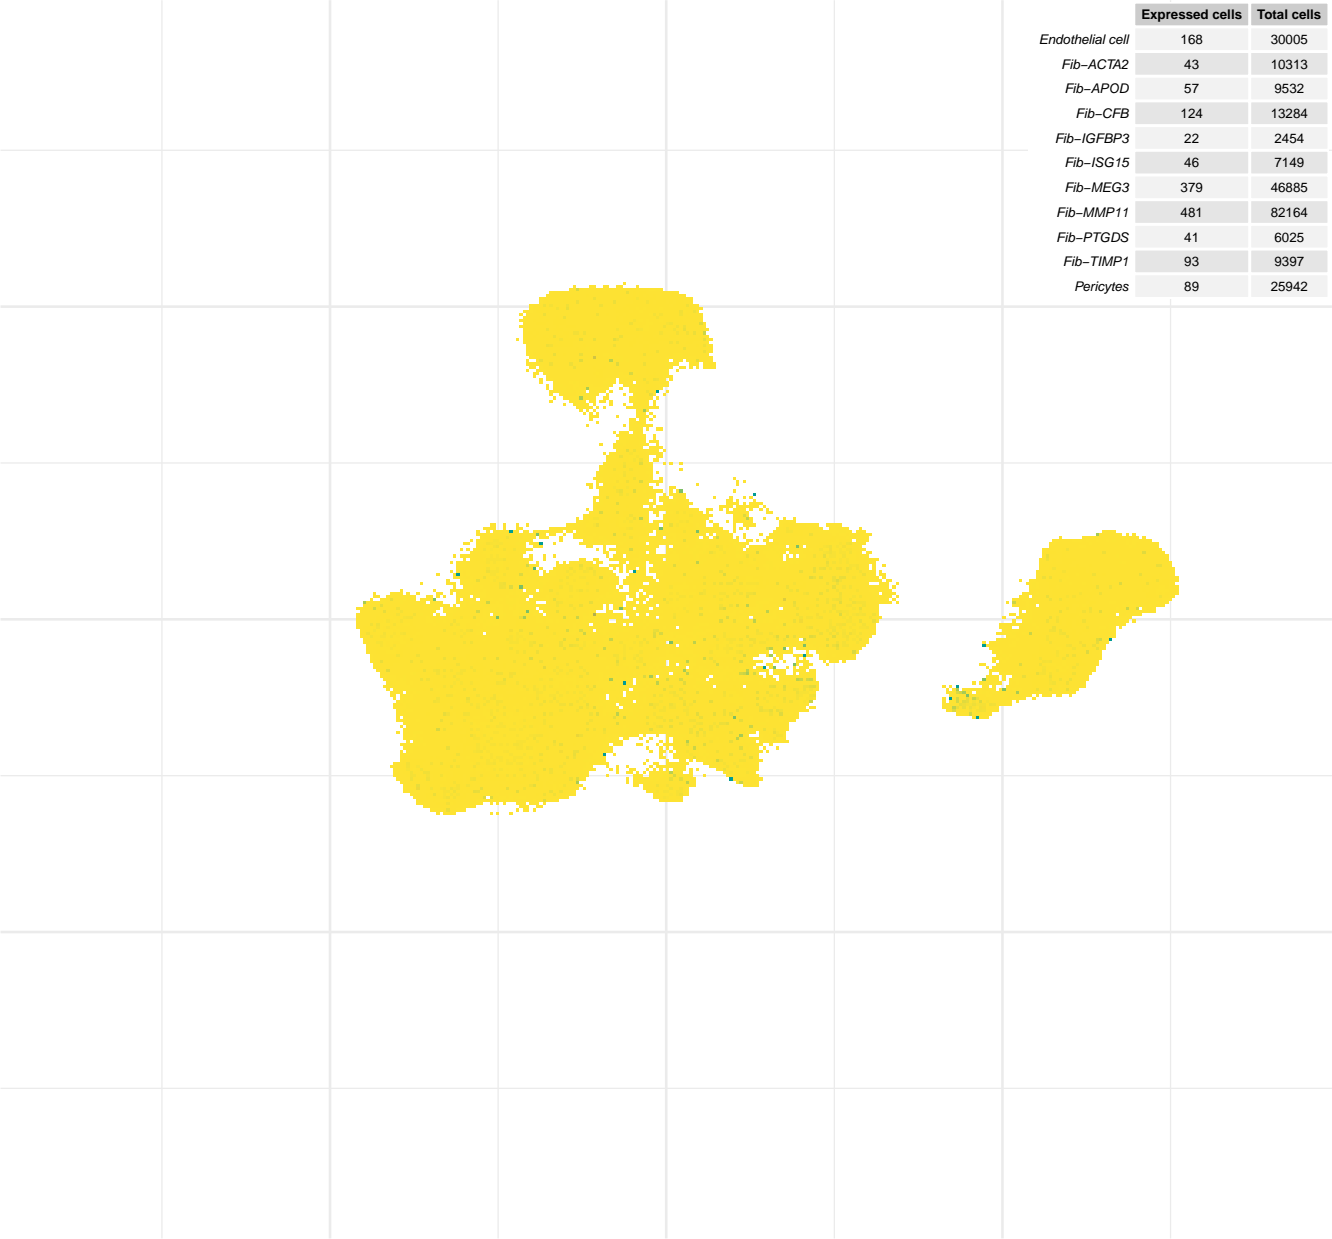 Expressed cells Total cells
Endothelial cell 168 30005
Fib−ACTA2 43 10313
Fib−APOD 57 9532
Fib−CFB 124 13284
Fib−IGFBP3 22 2454
Fib−ISG15 46 7149
Fib−MEG3 379 46885
Fib−MMP11 481 82164
Fib−PTGDS 41 6025
Fib−TIMP1 93 9397
Pericytes 89 25942